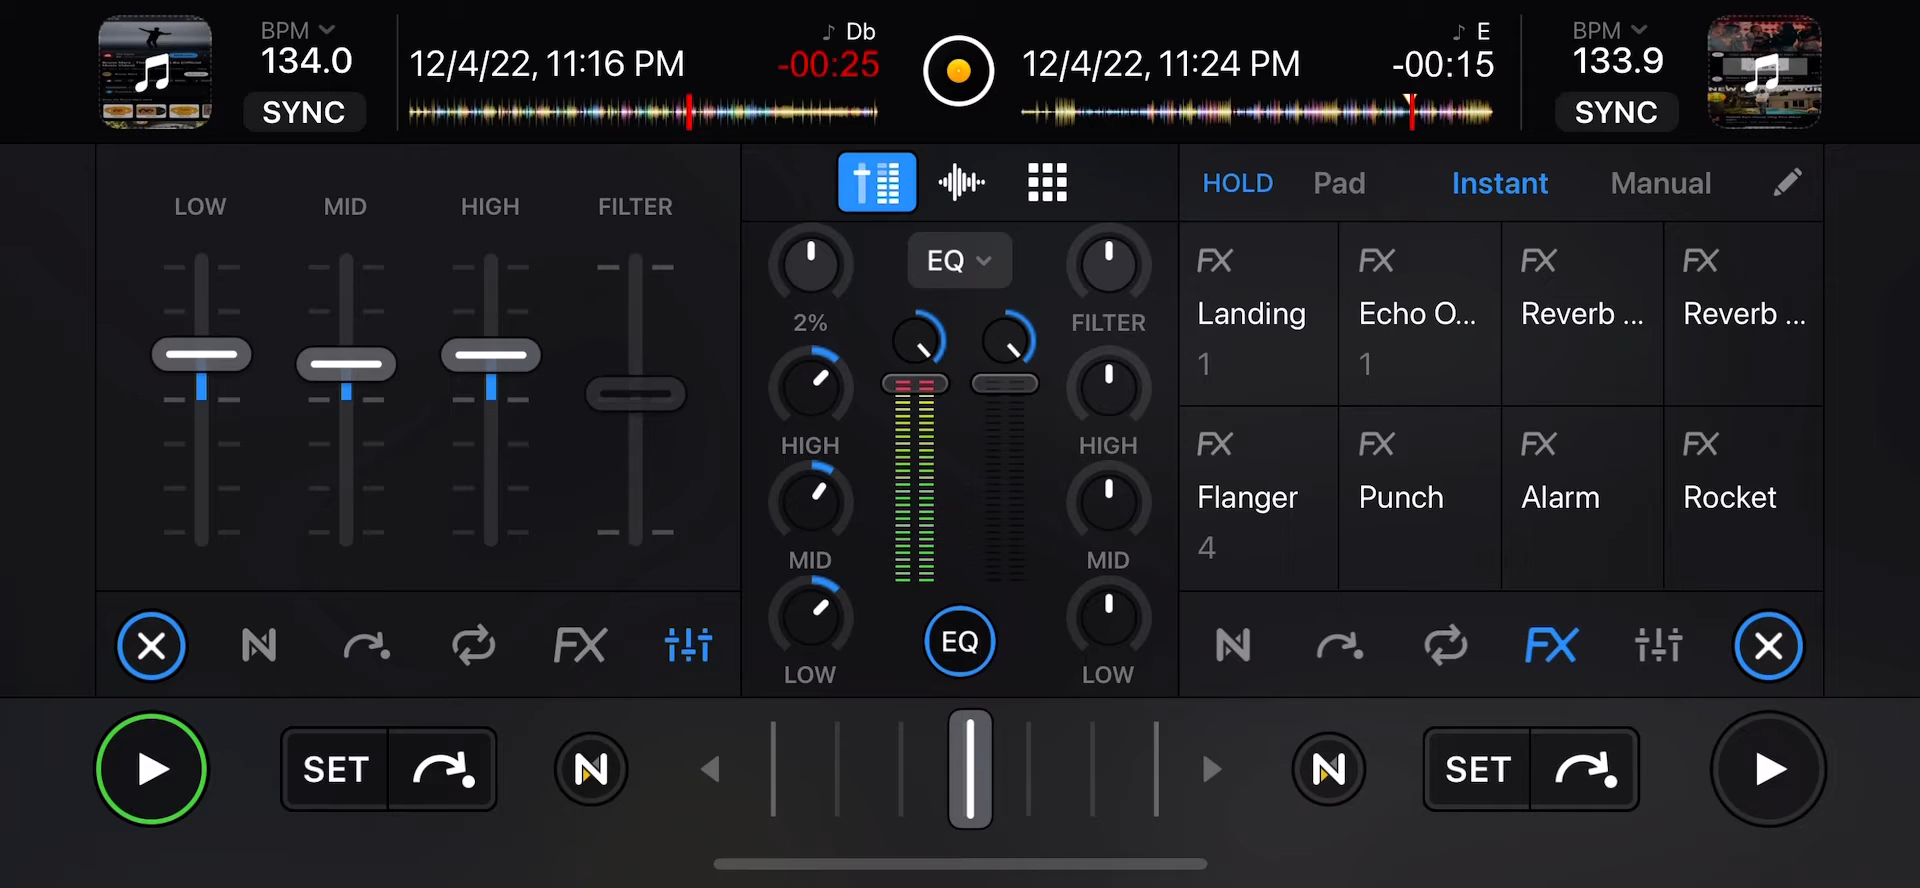 BPM
134.0
SYNC
12/4/22, 11:16 PM
Db
-00:25
12/4/22, 11:24 PM
E
-00:15
BPM
133.9
SYNC
LOW
MID
HIGH
FILTER
EQ
2%
HIGH
MID
LOW
EQ
FILTER
HIGH
MID
LOW
HOLD
Pad
Instant
Manual
FX
Landing
1
FX
Echo O...
1
FX
Reverb ...
FX
Reverb ...
FX
Flanger
4
FX
Punch
FX
Alarm
FX
Rocket
N
FX
N
FX
SET
N
N
SET